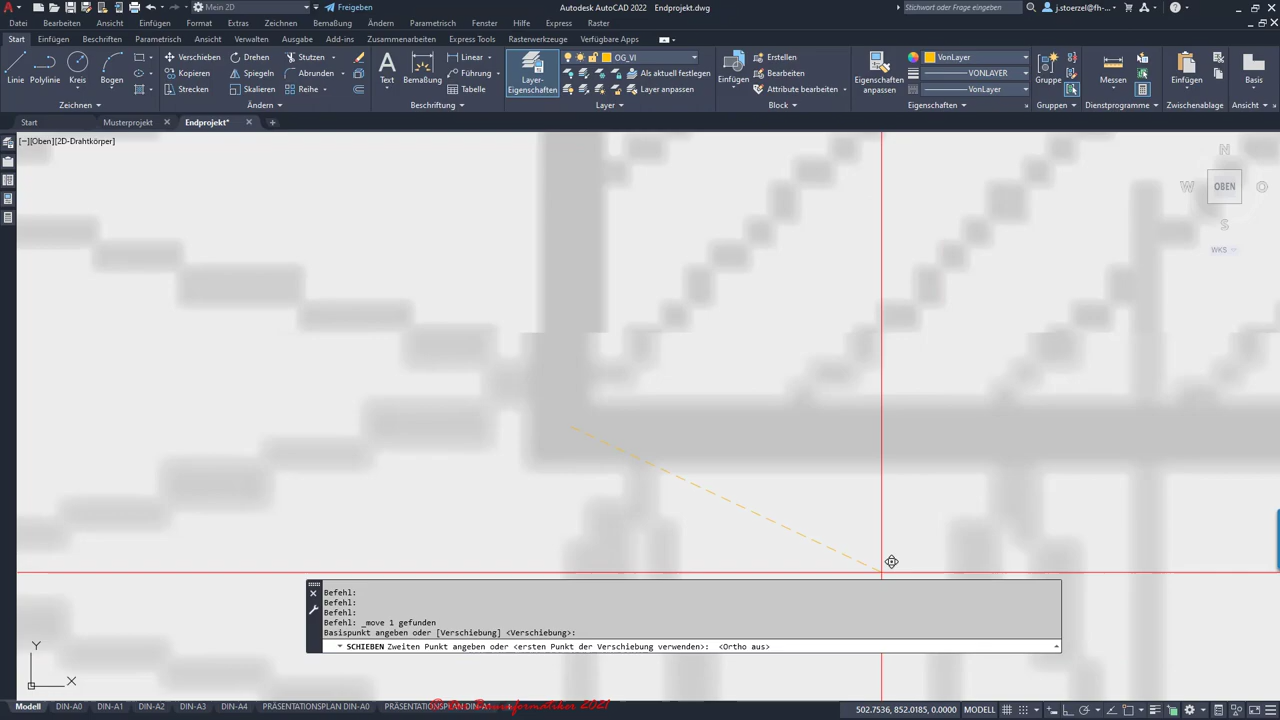 Mein 2D Freigeben Autodesk AutoCAD 2022 Endprojekt.dwg Stichwort oder Frage eingeben j.stoerzel@fh-...
Datei Bearbeiten Ansicht Einfügen Format Extras Zeichnen Bemaßung Ändern Parametrisch Fenster Hilfe Express Raster
Start Einfügen Beschriften Parametrisch Ansicht Verwalten Ausgabe Add-ins Zusammenarbeiten Express Tools Rasterwerkzeuge Verfügbare Apps
Linie Polylinie Kreis Bogen
Verschieben Drehen Stutzen
Kopieren Spiegeln Abrunden
Strecken Skalieren Reihe
Text Bemaßung
Linear
Führung
Tabelle
Layer-Eigenschaften
OG_VI
Als aktuell festlegen
Layer anpassen
Einfügen
Erstellen
Bearbeiten
Attribute bearbeiten
Eigenschaften anpassen
VonLayer
VONLAYER
VonLayer
Gruppe Messen Einfügen Basis
Zeichnen Ändern Beschriftung Layer Block Eigenschaften Gruppen Dienstprogramme Zwischenablage Ansicht
Start Musterprojekt Endprojekt*
[−][Oben][2D-Drahtkörper]
N
W OBEN O
S
WKS
Befehl:
Befehl:
Befehl:
Befehl: _move 1 gefunden
Basispunkt angeben oder [Verschiebung] <Verschiebung>:
SCHIEBEN Zweiten Punkt angeben oder <ersten Punkt der Verschiebung verwenden>: <Ortho aus>
Y
X
Modell DIN-A0 DIN-A1 DIN-A2 DIN-A3 DIN-A4 PRÄSENTATIONSPLAN DIN-A0 PRÄSENTATIONSPLAN DIN-A1
© Der Bauinformatiker 2021
502.7536, 852.0185, 0.0000 MODELL